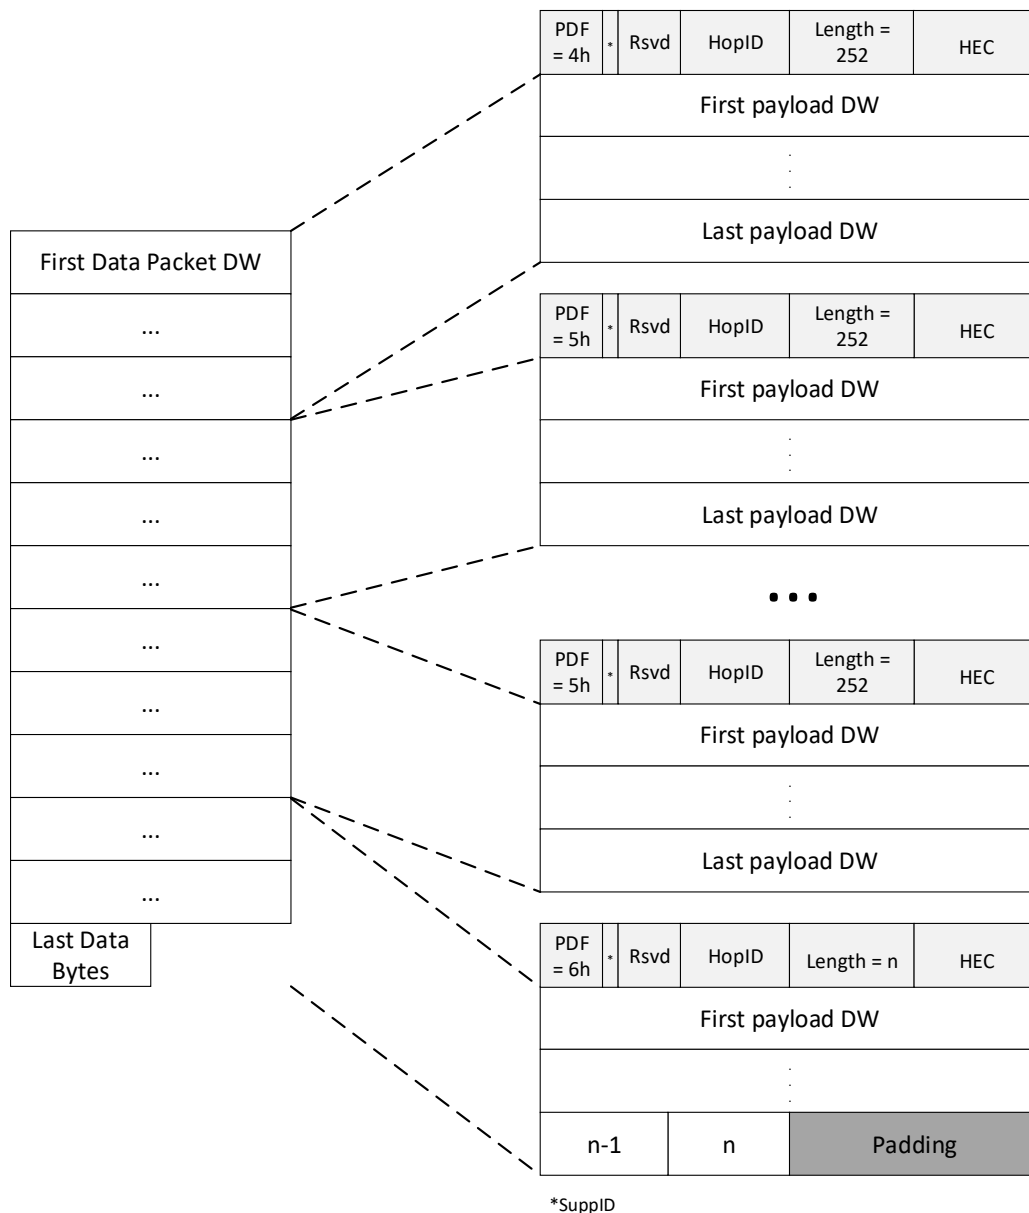 PDF
= 4h
*
Rsvd
HopID
Length =
252
HEC
First payload DW
.
.
.
Last payload DW
First Data Packet DW
...
...
...
...
...
...
...
...
...
...
Last Data
Bytes
PDF
= 5h
*
Rsvd
HopID
Length =
252
HEC
First payload DW
.
.
.
Last payload DW
...
PDF
= 5h
*
Rsvd
HopID
Length =
252
HEC
First payload DW
.
.
.
Last payload DW
PDF
= 6h
*
Rsvd
HopID
Length = n
HEC
First payload DW
.
.
.
n-1
n
Padding
*SuppID